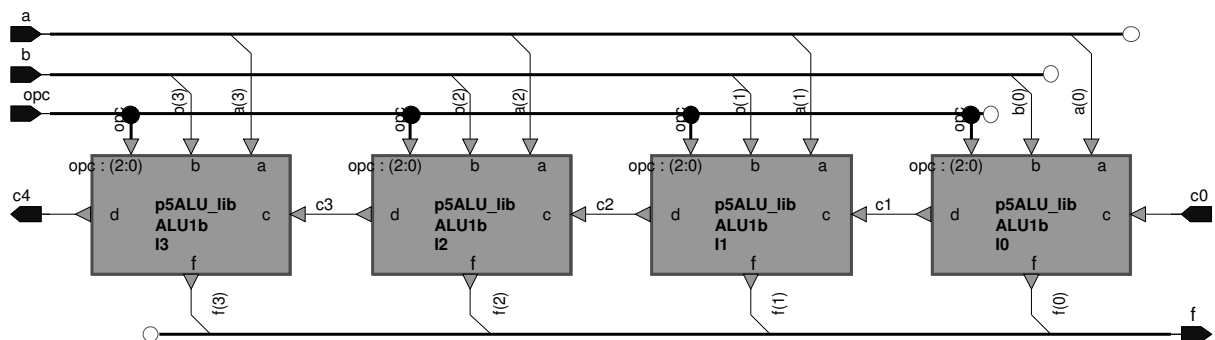 a
b
opc
opc
b(3)
a(3)
opc
b(2)
a(2)
opc
b(1)
a(1)
opc
b(0)
a(0)
opc : (2:0) b a
opc : (2:0) b a
opc : (2:0) b a
opc : (2:0) b a
c4
d
p5ALU_lib
ALU1b
I3
c
f
c3
d
p5ALU_lib
ALU1b
I2
c
f
c2
d
p5ALU_lib
ALU1b
I1
c
f
c1
d
p5ALU_lib
ALU1b
I0
c
f
c0
f(3)
f(2)
f(1)
f(0)
f